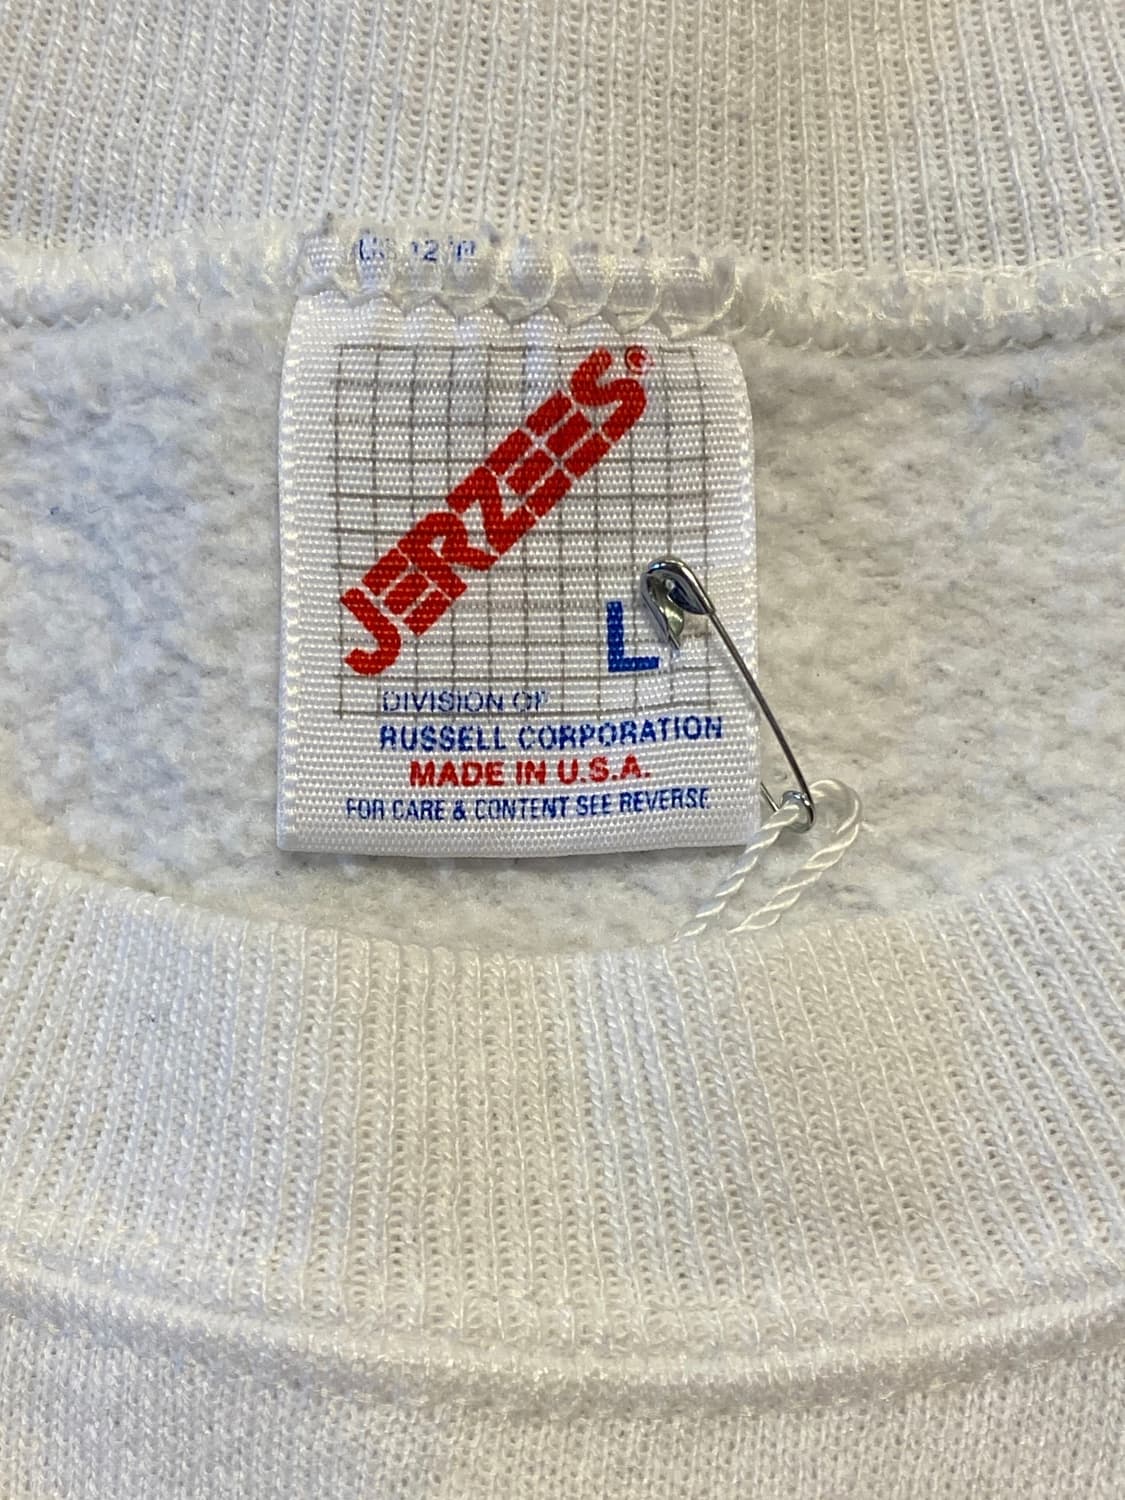 JERZEES®
L
DIVISION OF
RUSSELL CORPORATION
MADE IN U.S.A.
FOR CARE & CONTENT SEE REVERSE